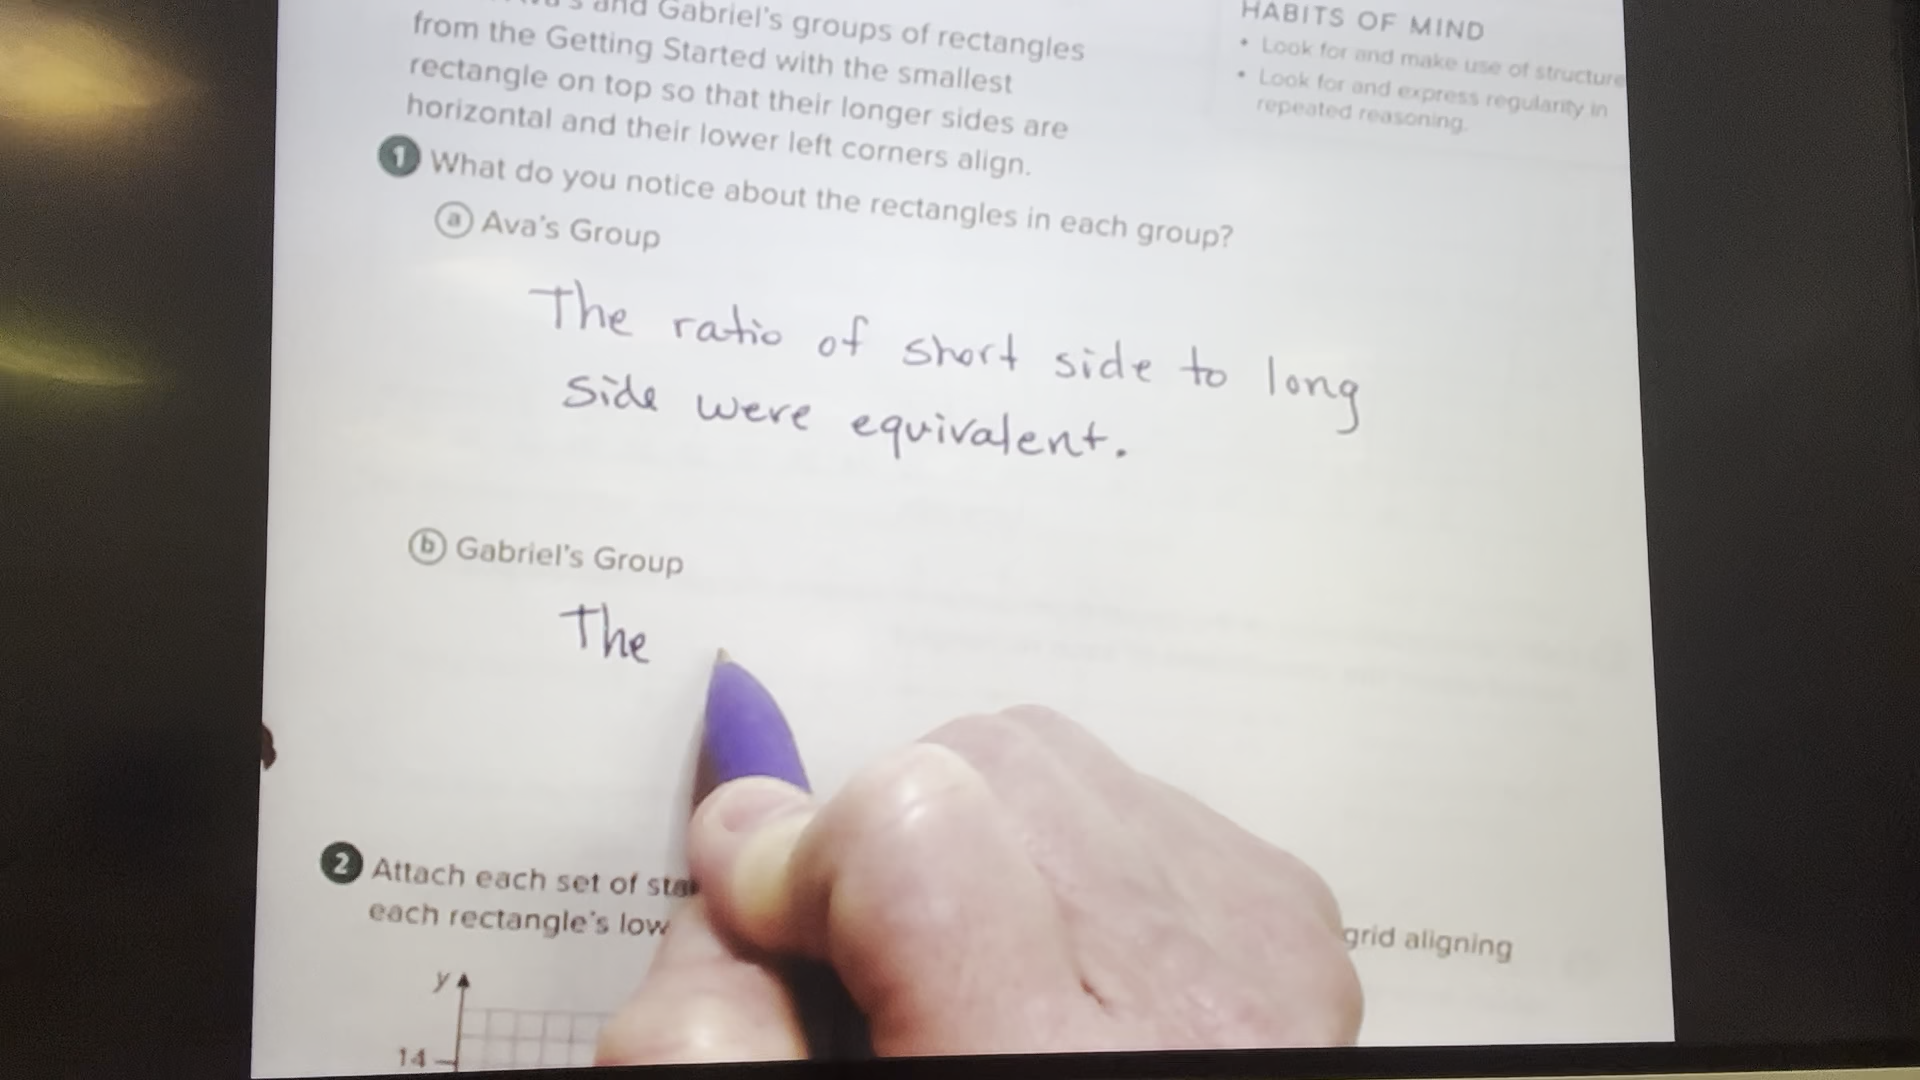 and Gabriel's groups of rectangles
from the Getting Started with the smallest
rectangle on top so that their longer sides are
horizontal and their lower left corners align.
HABITS OF MIND
• Look for and make use of structure
• Look for and express regularity in
repeated reasoning.
1 What do you notice about the rectangles in each group?
a Ava's Group
The ratio of short side to long
side were equivalent.
b Gabriel's Group
The
2 Attach each set of
each rectangle's low
grid aligning
y
14